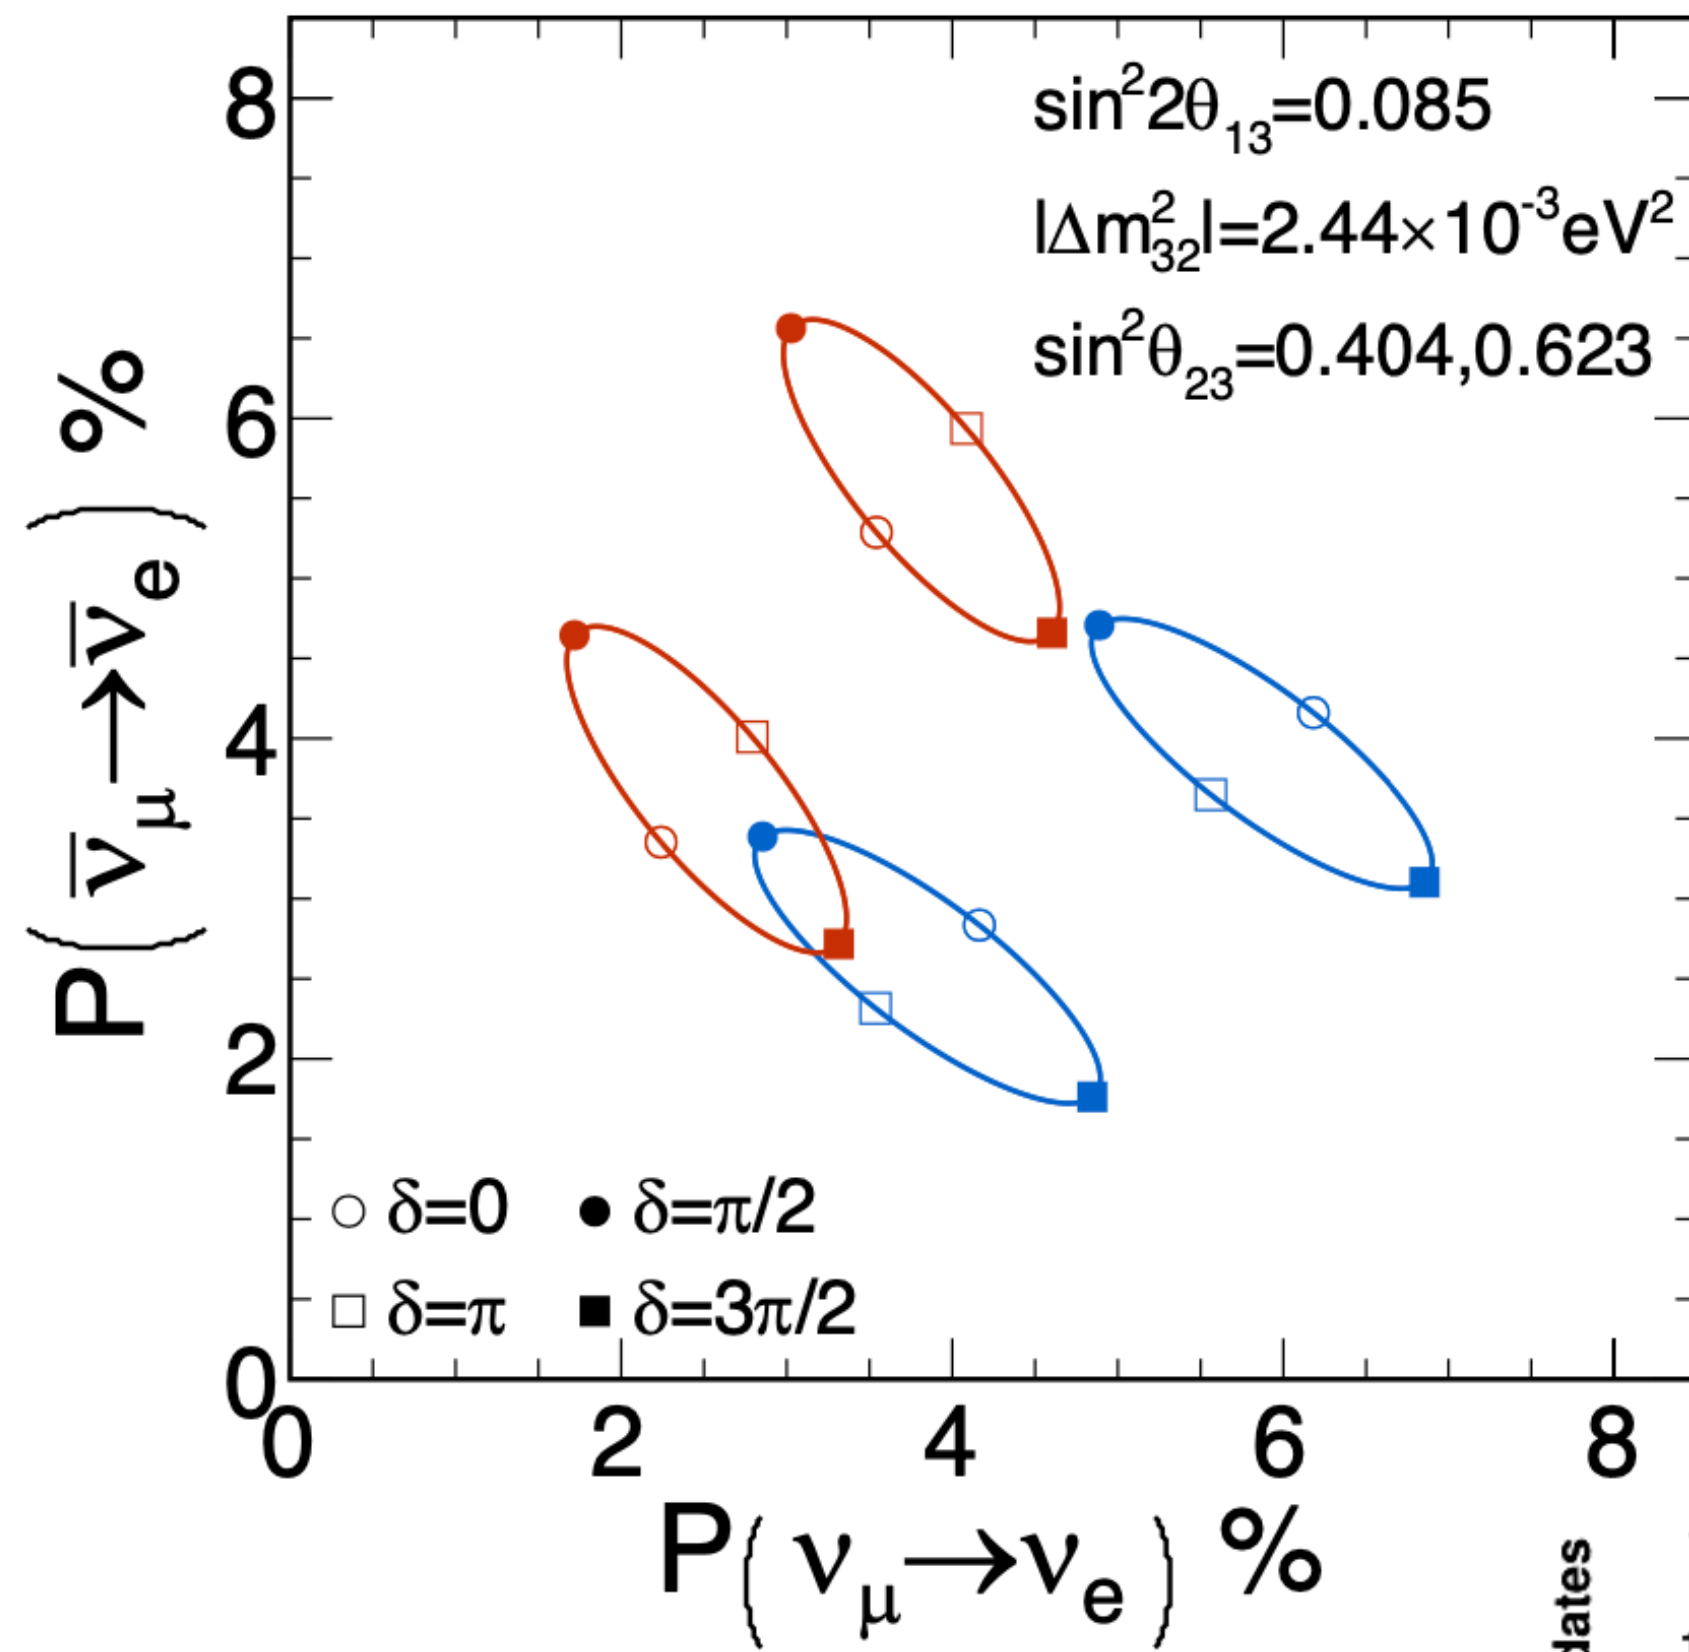 sin²2θ₁₃=0.085
|Δm²₃₂|=2.44×10⁻³eV²
sin²θ₂₃=0.404,0.623
P(ν̅μ→ν̅e) %
8
6
4
2
0
○ δ=0 ● δ=π/2
□ δ=π ■ δ=3π/2
0 2 4 6 8
P(νμ→νe) %